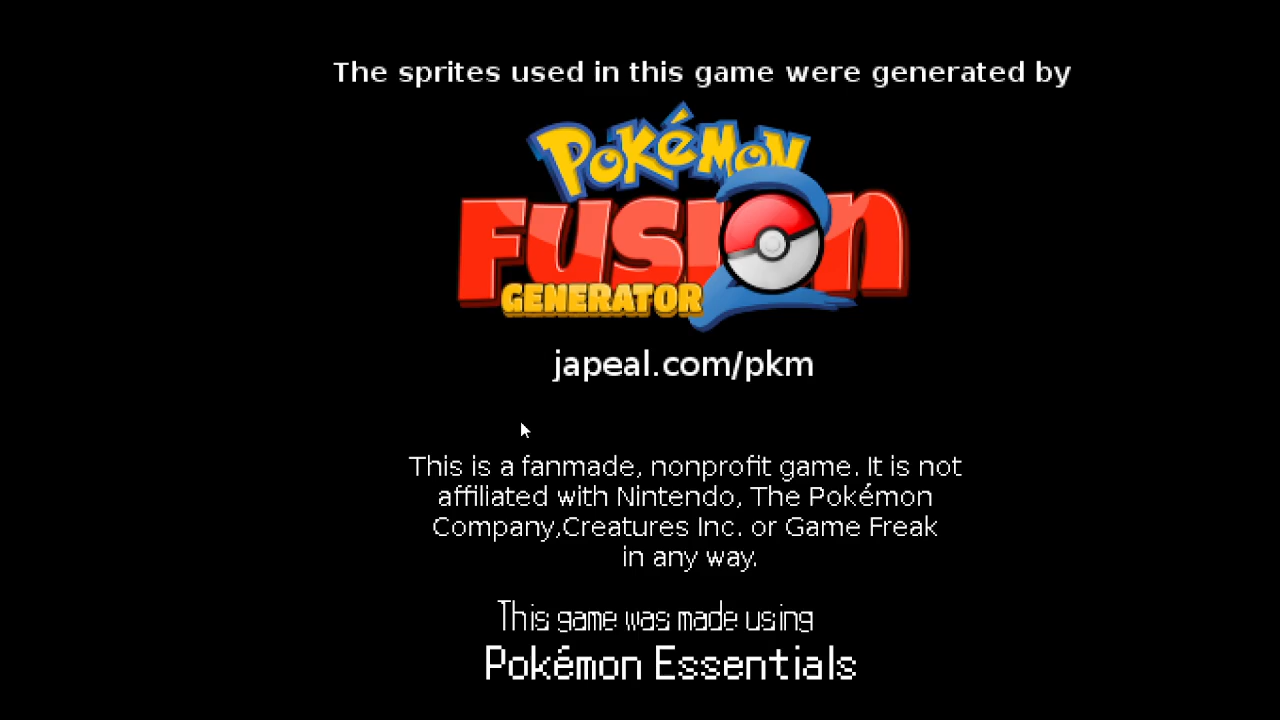 The sprites used in this game were generated by
POKéMON
FUSION
GENERATOR
2
japeal.com/pkm
This is a fanmade, nonprofit game. It is not
affiliated with Nintendo, The Pokémon
Company,Creatures Inc. or Game Freak
in any way.
This game was made using
Pokémon Essentials